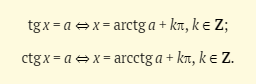 tg x = a ⇔ x = arctg a + kπ, k ∈ Z;
ctg x = a ⇔ x = arcctg a + kπ, k ∈ Z.